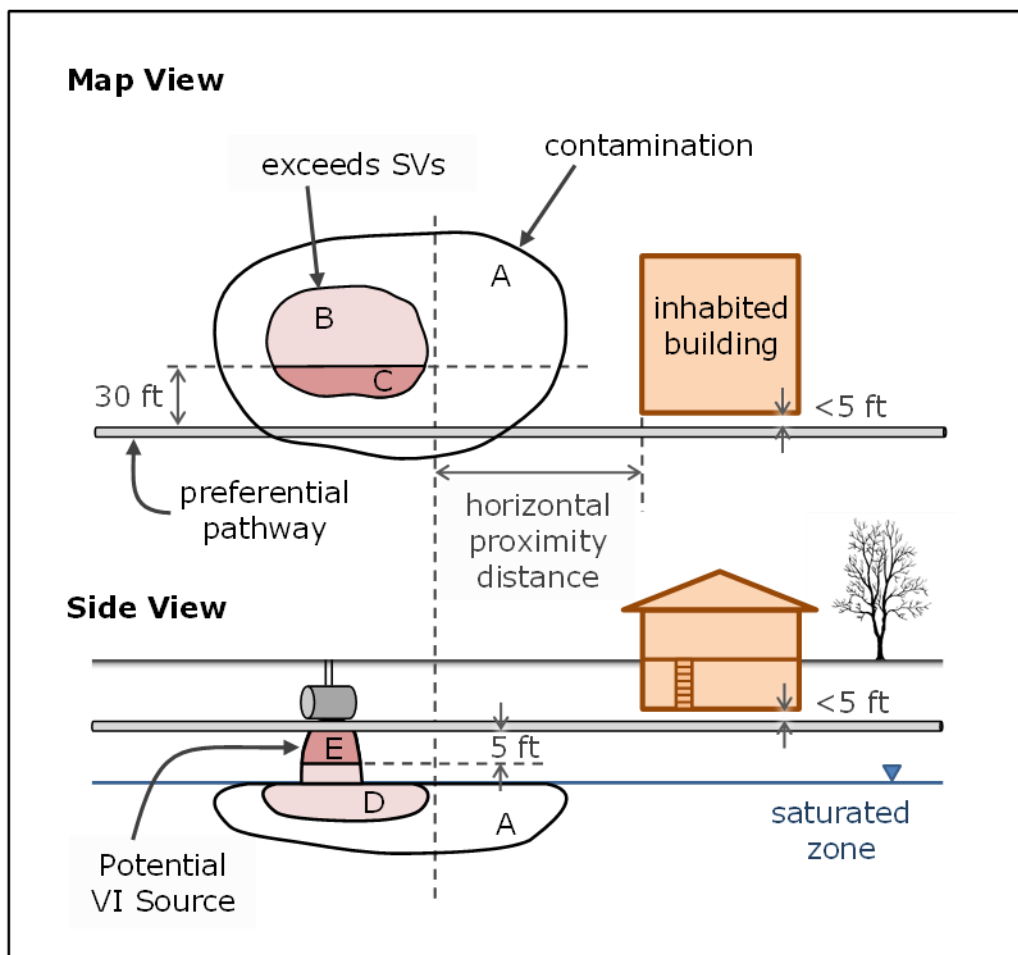 Map View
exceeds SVs
contamination
A
B
C
inhabited
building
30 ft
<5 ft
preferential
pathway
horizontal
proximity
distance
Side View
<5 ft
E
5 ft
D
A
saturated
zone
Potential
VI Source